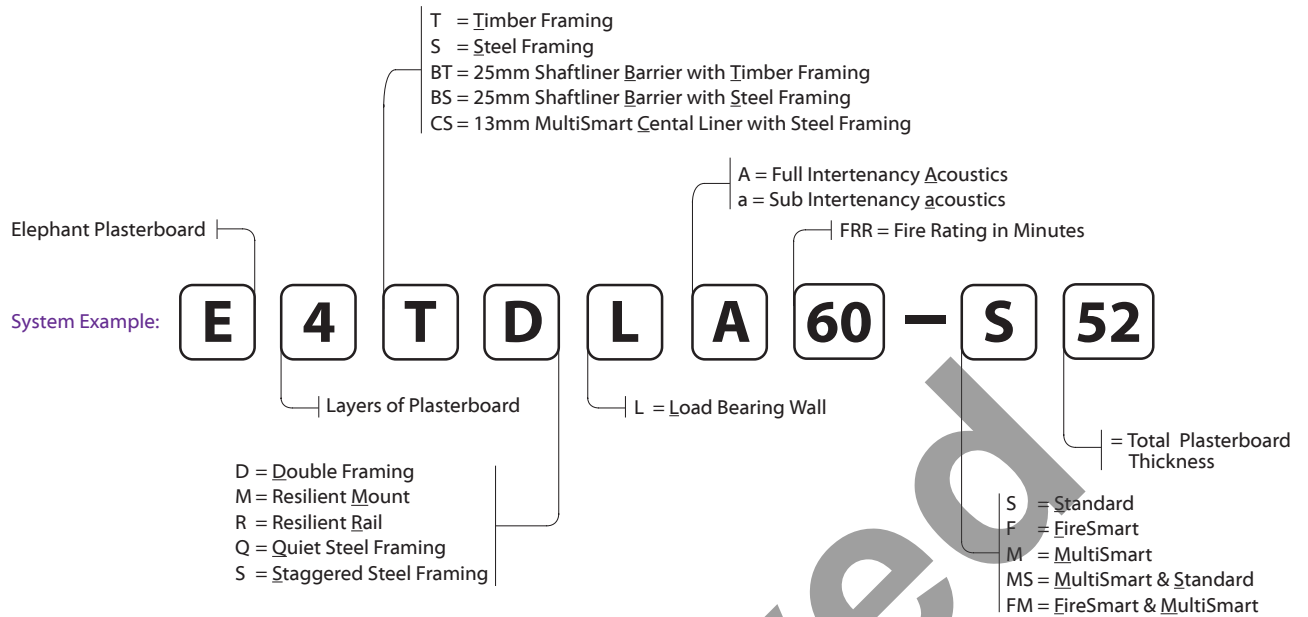 T = Timber Framing
S = Steel Framing
BT = 25mm Shaftliner Barrier with Timber Framing
BS = 25mm Shaftliner Barrier with Steel Framing
CS = 13mm MultiSmart Cental Liner with Steel Framing
A = Full Intertenancy Acoustics
a = Sub Intertenancy acoustics
Elephant Plasterboard
FRR = Fire Rating in Minutes
System Example: E 4 T D L A 60 – S 52
Layers of Plasterboard
L = Load Bearing Wall
= Total Plasterboard
Thickness
D = Double Framing
M = Resilient Mount
R = Resilient Rail
Q = Quiet Steel Framing
S = Staggered Steel Framing
S = Standard
F = FireSmart
M = MultiSmart
MS = MultiSmart & Standard
FM = FireSmart & MultiSmart